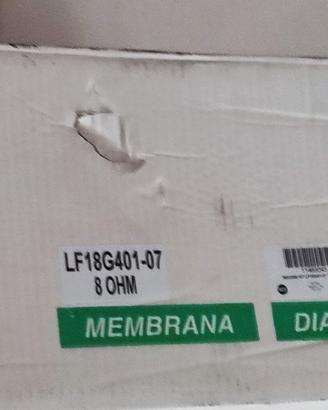 LF18G401-07
8 OHM
MEMBRANA
DIA